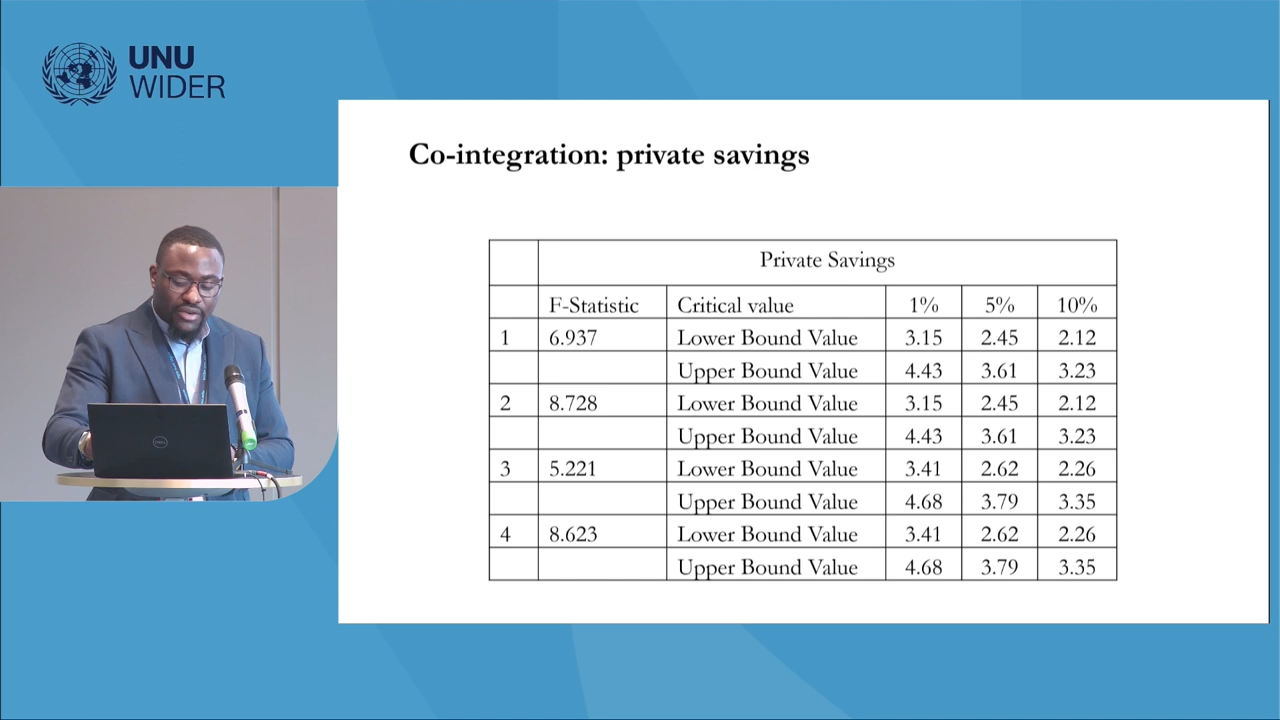 UNU
WIDER
Co-integration: private savings
Private Savings
F-Statistic Critical value 1% 5% 10%
1 6.937 Lower Bound Value 3.15 2.45 2.12
Upper Bound Value 4.43 3.61 3.23
2 8.728 Lower Bound Value 3.15 2.45 2.12
Upper Bound Value 4.43 3.61 3.23
3 5.221 Lower Bound Value 3.41 2.62 2.26
Upper Bound Value 4.68 3.79 3.35
4 8.623 Lower Bound Value 3.41 2.62 2.26
Upper Bound Value 4.68 3.79 3.35
DELL